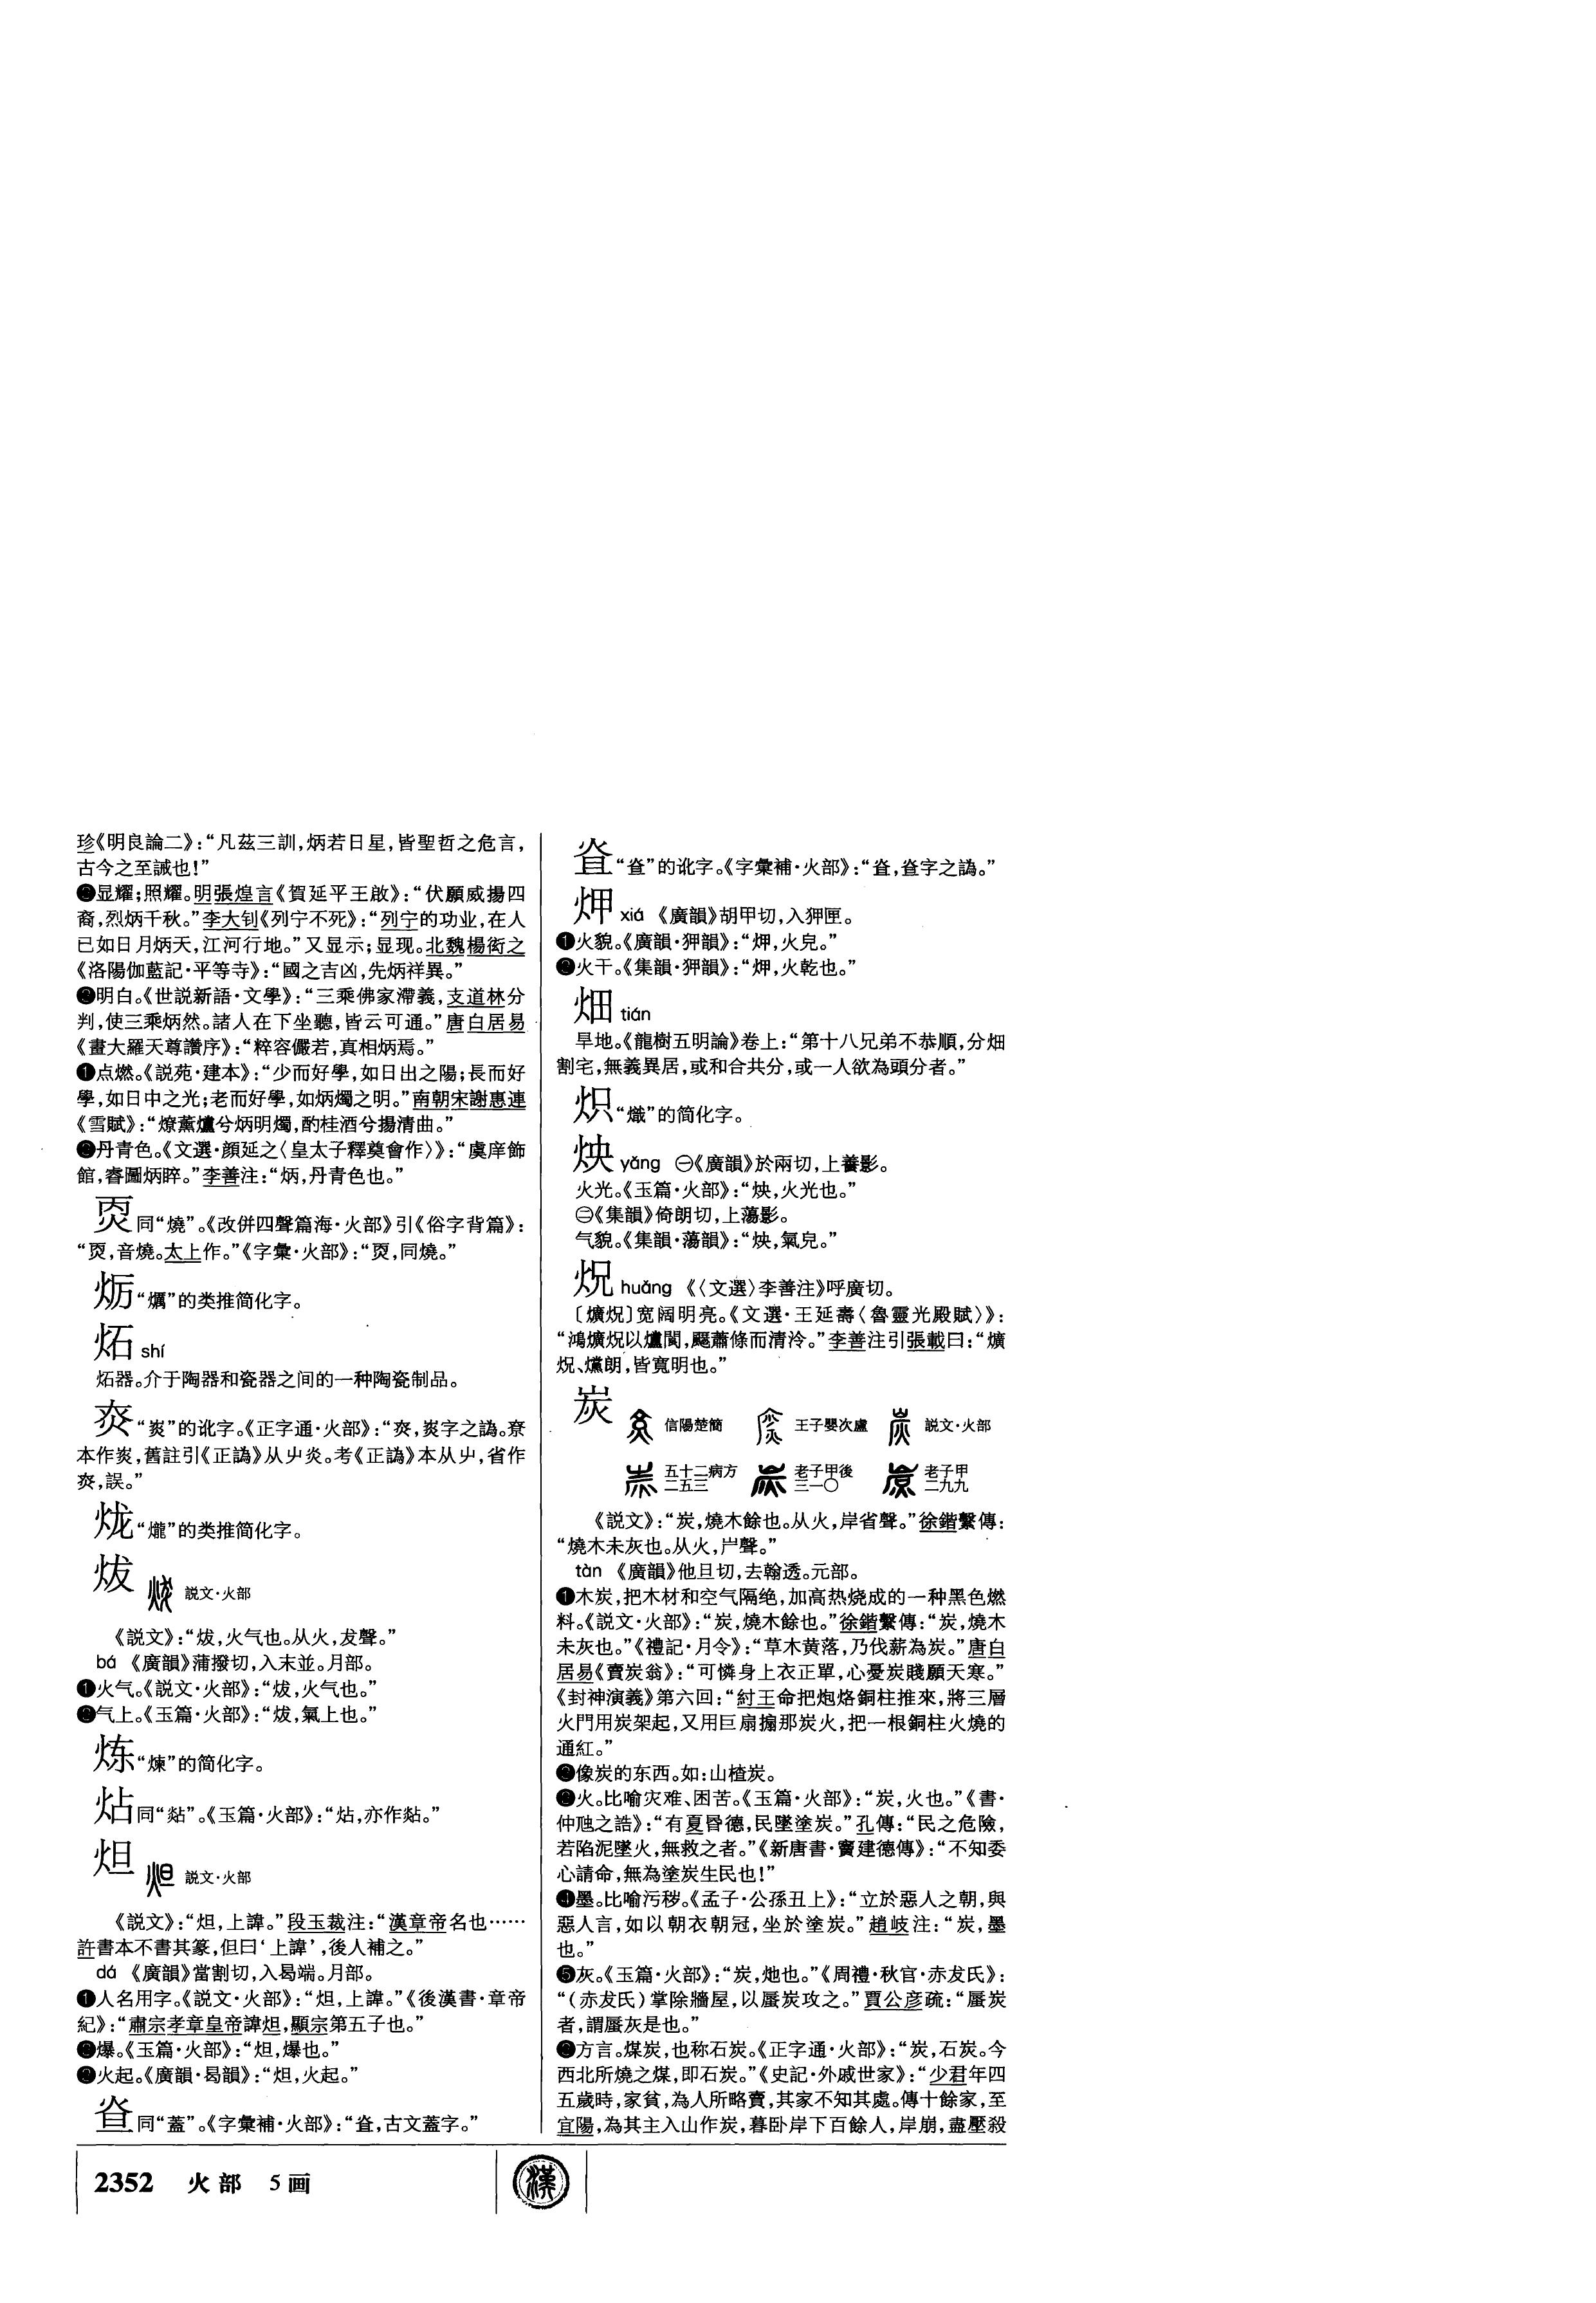 珍《明良論二》：“凡茲三訓，炳若日星，皆聖哲之危言，
古今之至誡也！”
❷显耀；照耀。明張煌言《賀延平王啟》：“伏願威揚四
裔，烈炳千秋。”李大钊《列宁不死》：“列宁的功业，在人
已如日月炳天，江河行地。”又显示；显现。北魏楊衒之
《洛陽伽藍記·平等寺》：“國之吉凶，先炳祥異。”
❸明白。《世説新語·文學》：“三乘佛家滯義，支道林分
判，使三乘炳然。諸人在下坐聽，皆云可通。”唐白居易
《畫大羅天尊讚序》：“粹容儼若，真相炳焉。”
❹点燃。《説苑·建本》：“少而好學，如日出之陽；長而好
學，如日中之光；老而好學，如炳燭之明。”南朝宋謝惠連
《雪賦》：“燎薰爐兮炳明燭，酌桂酒兮揚清曲。”
❺丹青色。《文選·顔延之〈皇太子釋奠會作〉》：“虞庠飾
館，睿圖炳睟。”李善注：“炳，丹青色也。”
同“燒”。《改併四聲篇海·火部》引《俗字背篇》：
音燒。太上作。”《字彙·火部》：“同燒。”
“爄”的类推简化字。
炻 shí
炻器。介于陶器和瓷器之间的一种陶瓷制品。
的讹字。《正字通·火部》：“字之譌。尞
本作，舊註引《正譌》从屮炎。考《正譌》本从屮，省作
誤。”
“爖”的类推简化字。
炦 説文·火部
《説文》：“炦，火气也。从火，犮聲。”
bá 《廣韻》蒲撥切，入末並。月部。
❶火气。《説文·火部》：“炦，火气也。”
❷气上。《玉篇·火部》：“炦，氣上也。”
炼“煉”的简化字。
炶同“㸃”。《玉篇·火部》：“炶，亦作㸃。”
炟 説文·火部
《説文》：“炟，上諱。”段玉裁注：“漢章帝名也……
許書本不書其篆，但曰‘上諱’，後人補之。”
dá 《廣韻》當割切，入曷端。月部。
❶人名用字。《説文·火部》：“炟，上諱。”《後漢書·章帝
紀》：“肅宗孝章皇帝諱炟，顯宗第五子也。”
❷爆。《玉篇·火部》：“炟，爆也。”
❸火起。《廣韻·曷韻》：“炟，火起。”
同“蓋”。《字彙補·火部》：“古文蓋字。”
的讹字。《字彙補·火部》：“字之譌。”
炠 xiá 《廣韻》胡甲切，入狎匣。
❶火貌。《廣韻·狎韻》：“炠，火皃。”
❷火干。《集韻·狎韻》：“炠，火乾也。”
畑 tián
旱地。《龍樹五明論》卷上：“第十八兄弟不恭順，分畑
割宅，無義異居，或和合共分，或一人欲為頭分者。”
炽“熾”的简化字。
炴 yǎng ㊀《廣韻》於兩切，上養影。
火光。《玉篇·火部》：“炴，火光也。”
㊁《集韻》倚朗切，上蕩影。
气貌。《集韻·蕩韻》：“炴，氣皃。”
炾 huǎng 《〈文選〉李善注》呼廣切。
〔爌炾〕宽阔明亮。《文選·王延壽〈魯靈光殿賦〉》：
“鴻爌炾以爣閬，飋蕭條而清泠。”李善注引張載曰：“爌
炾、爣朗，皆寬明也。”
炭 信陽楚簡 王子嬰次盧 説文·火部
五十二病方二五三 老子甲後三一〇 老子甲二九九
《説文》：“炭，燒木餘也。从火，岸省聲。”徐鍇繫傳：
“燒木未灰也。从火，屵聲。”
tàn 《廣韻》他旦切，去翰透。元部。
❶木炭，把木材和空气隔绝，加高热烧成的一种黑色燃
料。《説文·火部》：“炭，燒木餘也。”徐鍇繫傳：“炭，燒木
未灰也。”《禮記·月令》：“草木黄落，乃伐薪為炭。”唐白
居易《賣炭翁》：“可憐身上衣正單，心憂炭賤願天寒。”
《封神演義》第六回：“紂王命把炮烙銅柱推來，將三層
火門用炭架起，又用巨扇搧那炭火，把一根銅柱火燒的
通紅。”
❷像炭的东西。如：山楂炭。
❸火。比喻灾难、困苦。《玉篇·火部》：“炭，火也。”《書·
仲虺之誥》：“有夏昬德，民墜塗炭。”孔傳：“民之危險，
若陷泥墜火，無救之者。”《新唐書·竇建德傳》：“不知委
心請命，無為塗炭生民也！”
❹墨。比喻污秽。《孟子·公孫丑上》：“立於惡人之朝，與
惡人言，如以朝衣朝冠，坐於塗炭。”趙岐注：“炭，墨
也。”
❺灰。《玉篇·火部》：“炭，灺也。”《周禮·秋官·赤犮氏》：
“（赤犮氏）掌除牆屋，以蜃炭攻之。”賈公彦疏：“蜃炭
者，謂蜃灰是也。”
❻方言。煤炭，也称石炭。《正字通·火部》：“炭，石炭。今
西北所燒之煤，即石炭。”《史記·外戚世家》：“少君年四
五歲時，家貧，為人所略賣，其家不知其處。傳十餘家，至
宜陽，為其主入山作炭，暮卧岸下百餘人，岸崩，盡壓殺
2352 火部 5画
漢